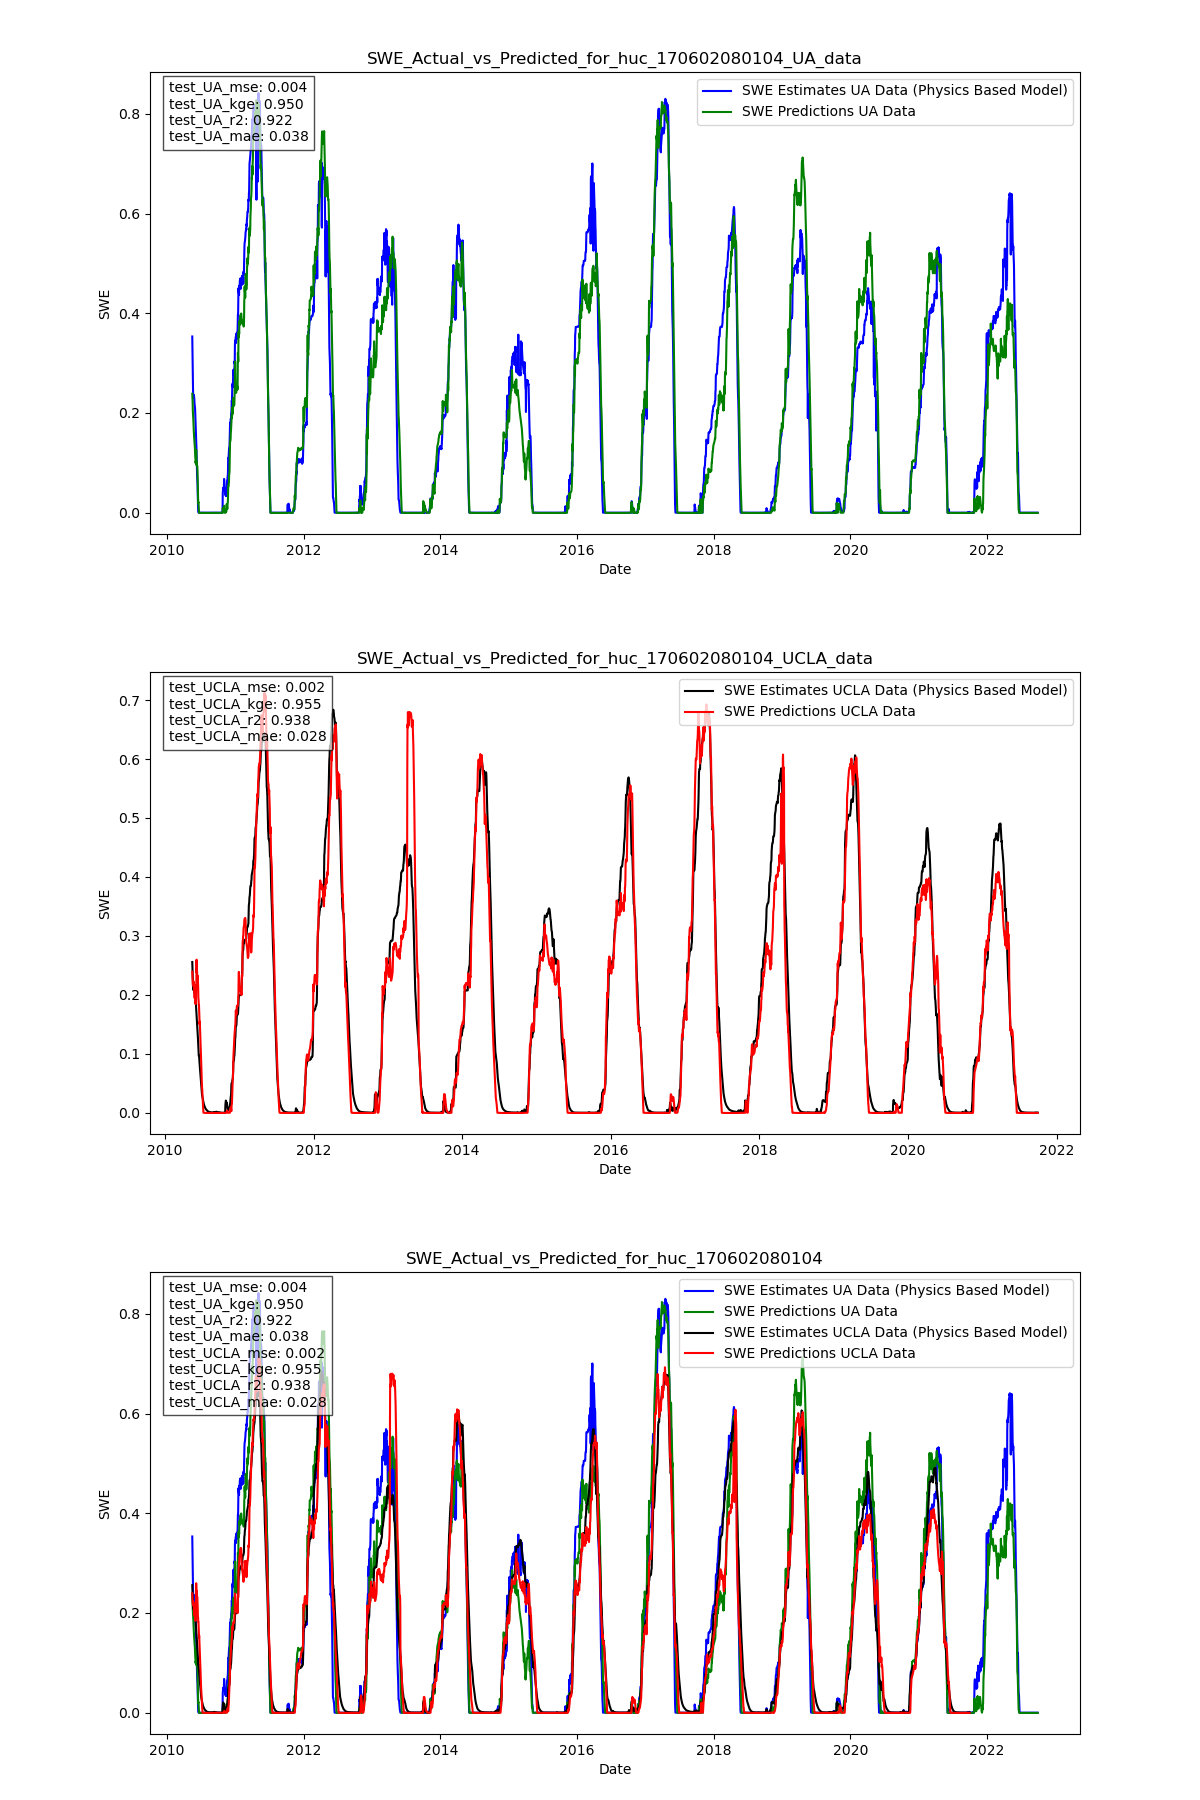 SWE_Actual_vs_Predicted_for_huc_170602080104_UA_data
test_UA_mse: 0.004
test_UA_kge: 0.950
test_UA_r2: 0.922
test_UA_mae: 0.038
SWE Estimates UA Data (Physics Based Model)
SWE Predictions UA Data
0.8
0.6
0.4
0.2
0.0
SWE
2010 2012 2014 2016 2018 2020 2022
Date
SWE_Actual_vs_Predicted_for_huc_170602080104_UCLA_data
test_UCLA_mse: 0.002
test_UCLA_kge: 0.955
test_UCLA_r2: 0.938
test_UCLA_mae: 0.028
SWE Estimates UCLA Data (Physics Based Model)
SWE Predictions UCLA Data
0.7
0.6
0.5
0.4
0.3
0.2
0.1
0.0
SWE
2010 2012 2014 2016 2018 2020 2022
Date
SWE_Actual_vs_Predicted_for_huc_170602080104
test_UA_mse: 0.004
test_UA_kge: 0.950
test_UA_r2: 0.922
test_UA_mae: 0.038
test_UCLA_mse: 0.002
test_UCLA_kge: 0.955
test_UCLA_r2: 0.938
test_UCLA_mae: 0.028
SWE Estimates UA Data (Physics Based Model)
SWE Predictions UA Data
SWE Estimates UCLA Data (Physics Based Model)
SWE Predictions UCLA Data
0.8
0.6
0.4
0.2
0.0
SWE
2010 2012 2014 2016 2018 2020 2022
Date